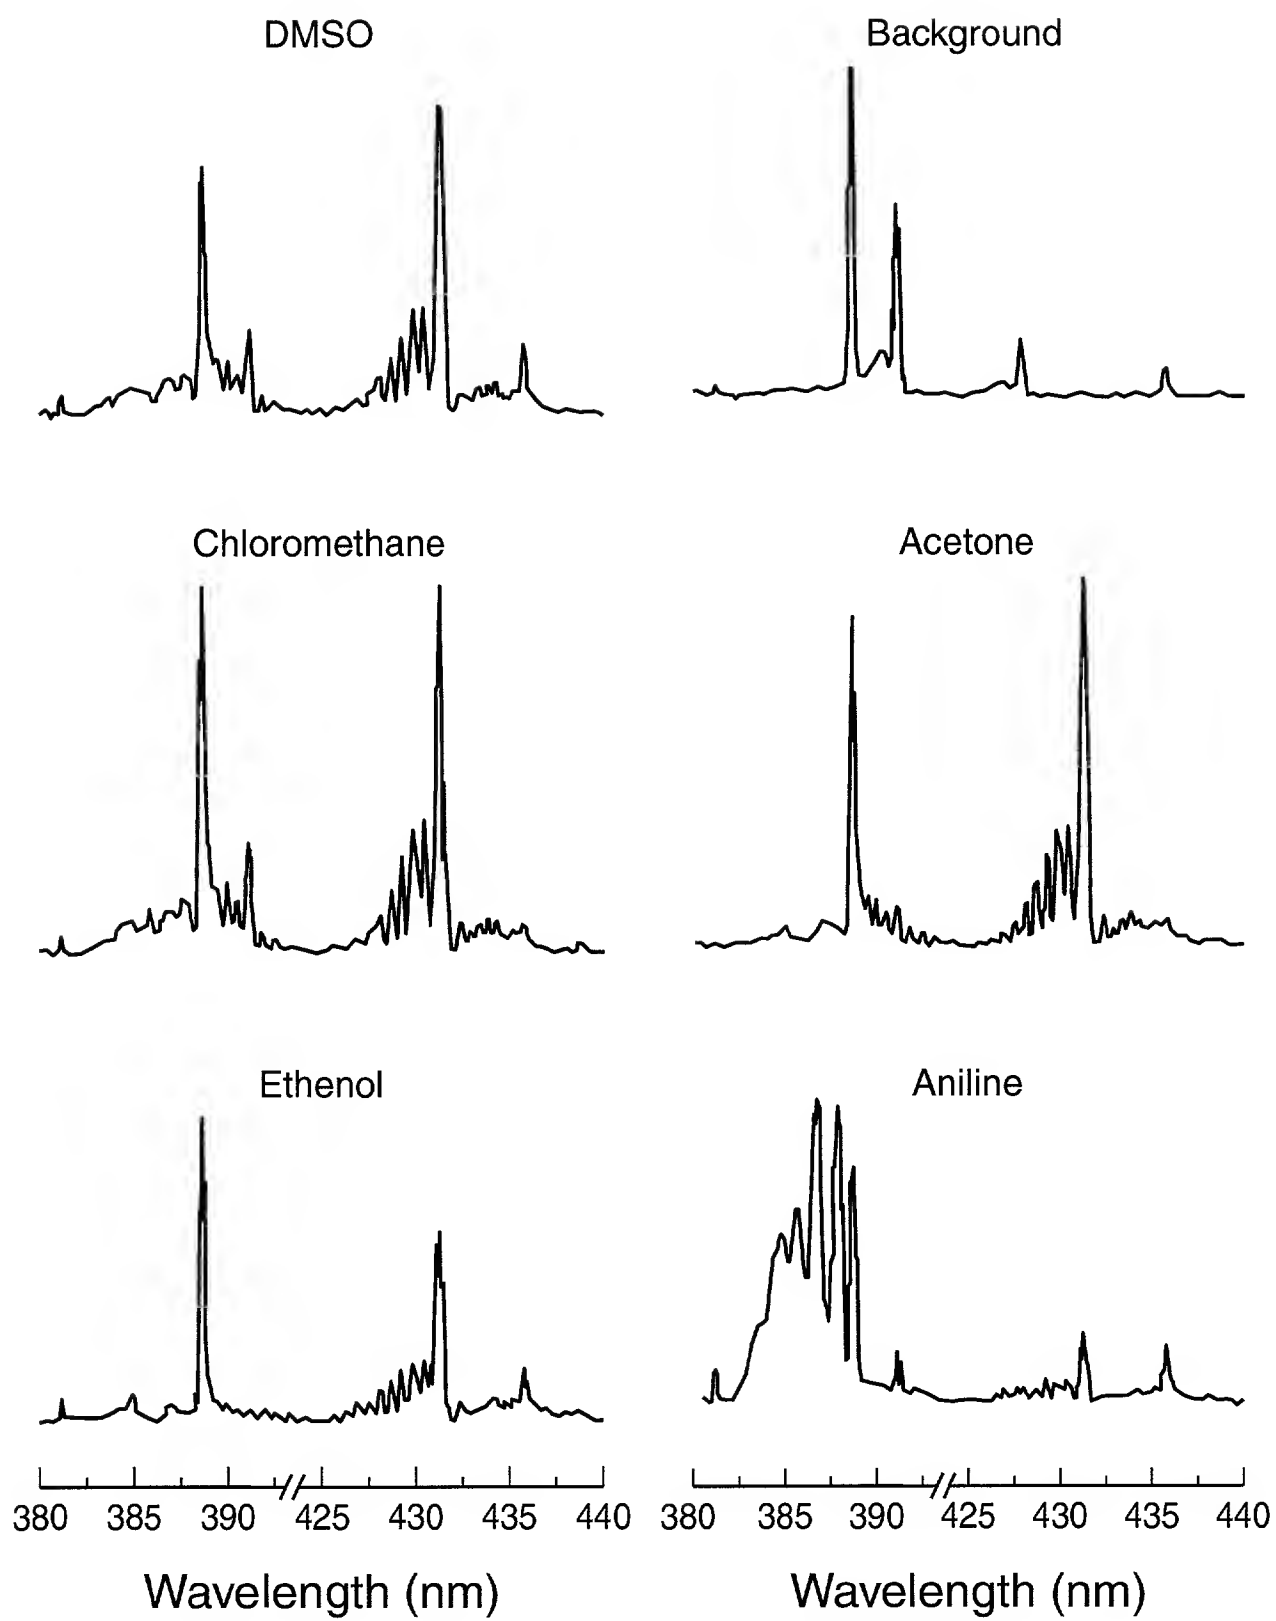 DMSO
Background
Chloromethane
Acetone
Ethenol
Aniline
380 385 390 425 430 435 440
380 385 390 425 430 435 440
Wavelength (nm)
Wavelength (nm)